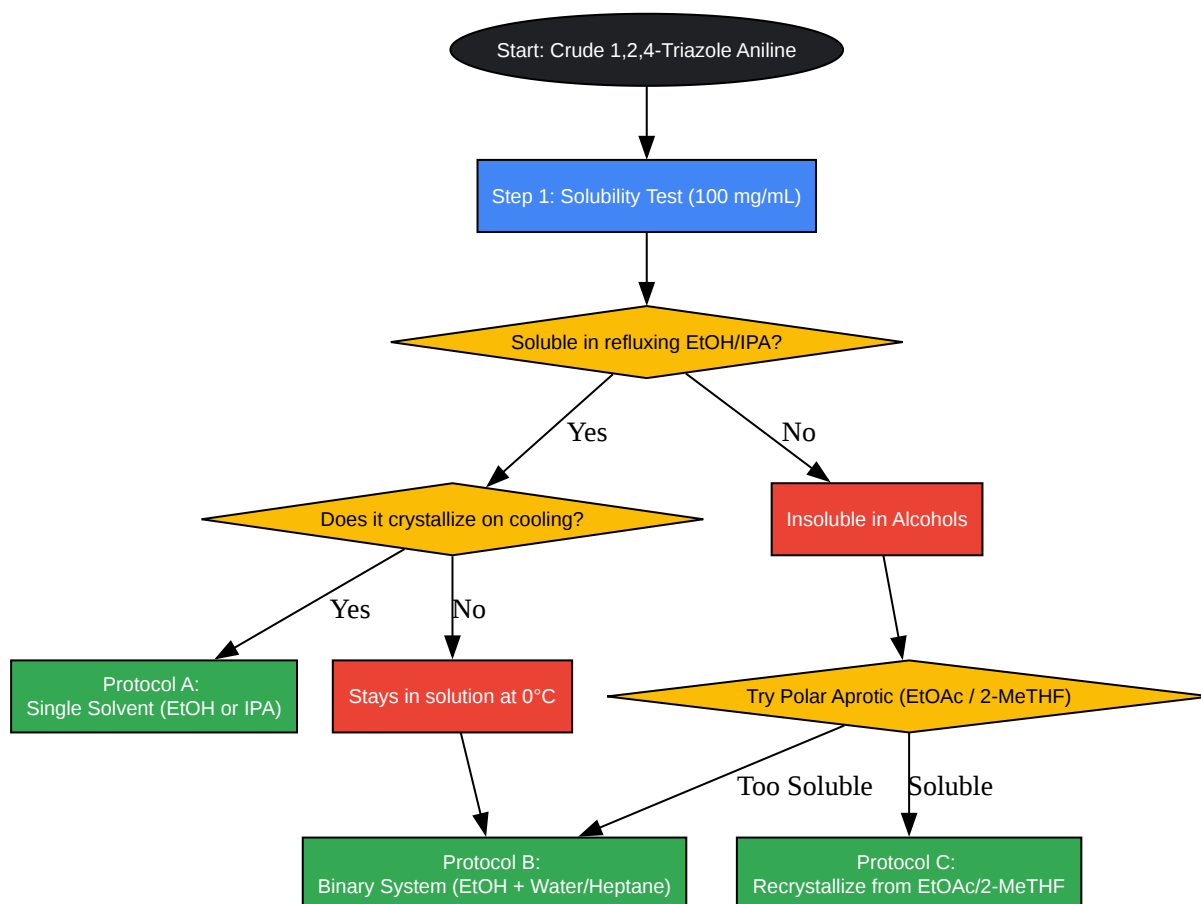 Start: Crude 1,2,4-Triazole Aniline
Step 1: Solubility Test (100 mg/mL)
Soluble in refluxing EtOH/IPA?
Yes
No
Does it crystallize on cooling?
Insoluble in Alcohols
Yes
No
Protocol A:
Single Solvent (EtOH or IPA)
Stays in solution at 0°C
Try Polar Aprotic (EtOAc / 2-MeTHF)
Too Soluble
Soluble
Protocol B:
Binary System (EtOH + Water/Heptane)
Protocol C:
Recrystallize from EtOAc/2-MeTHF